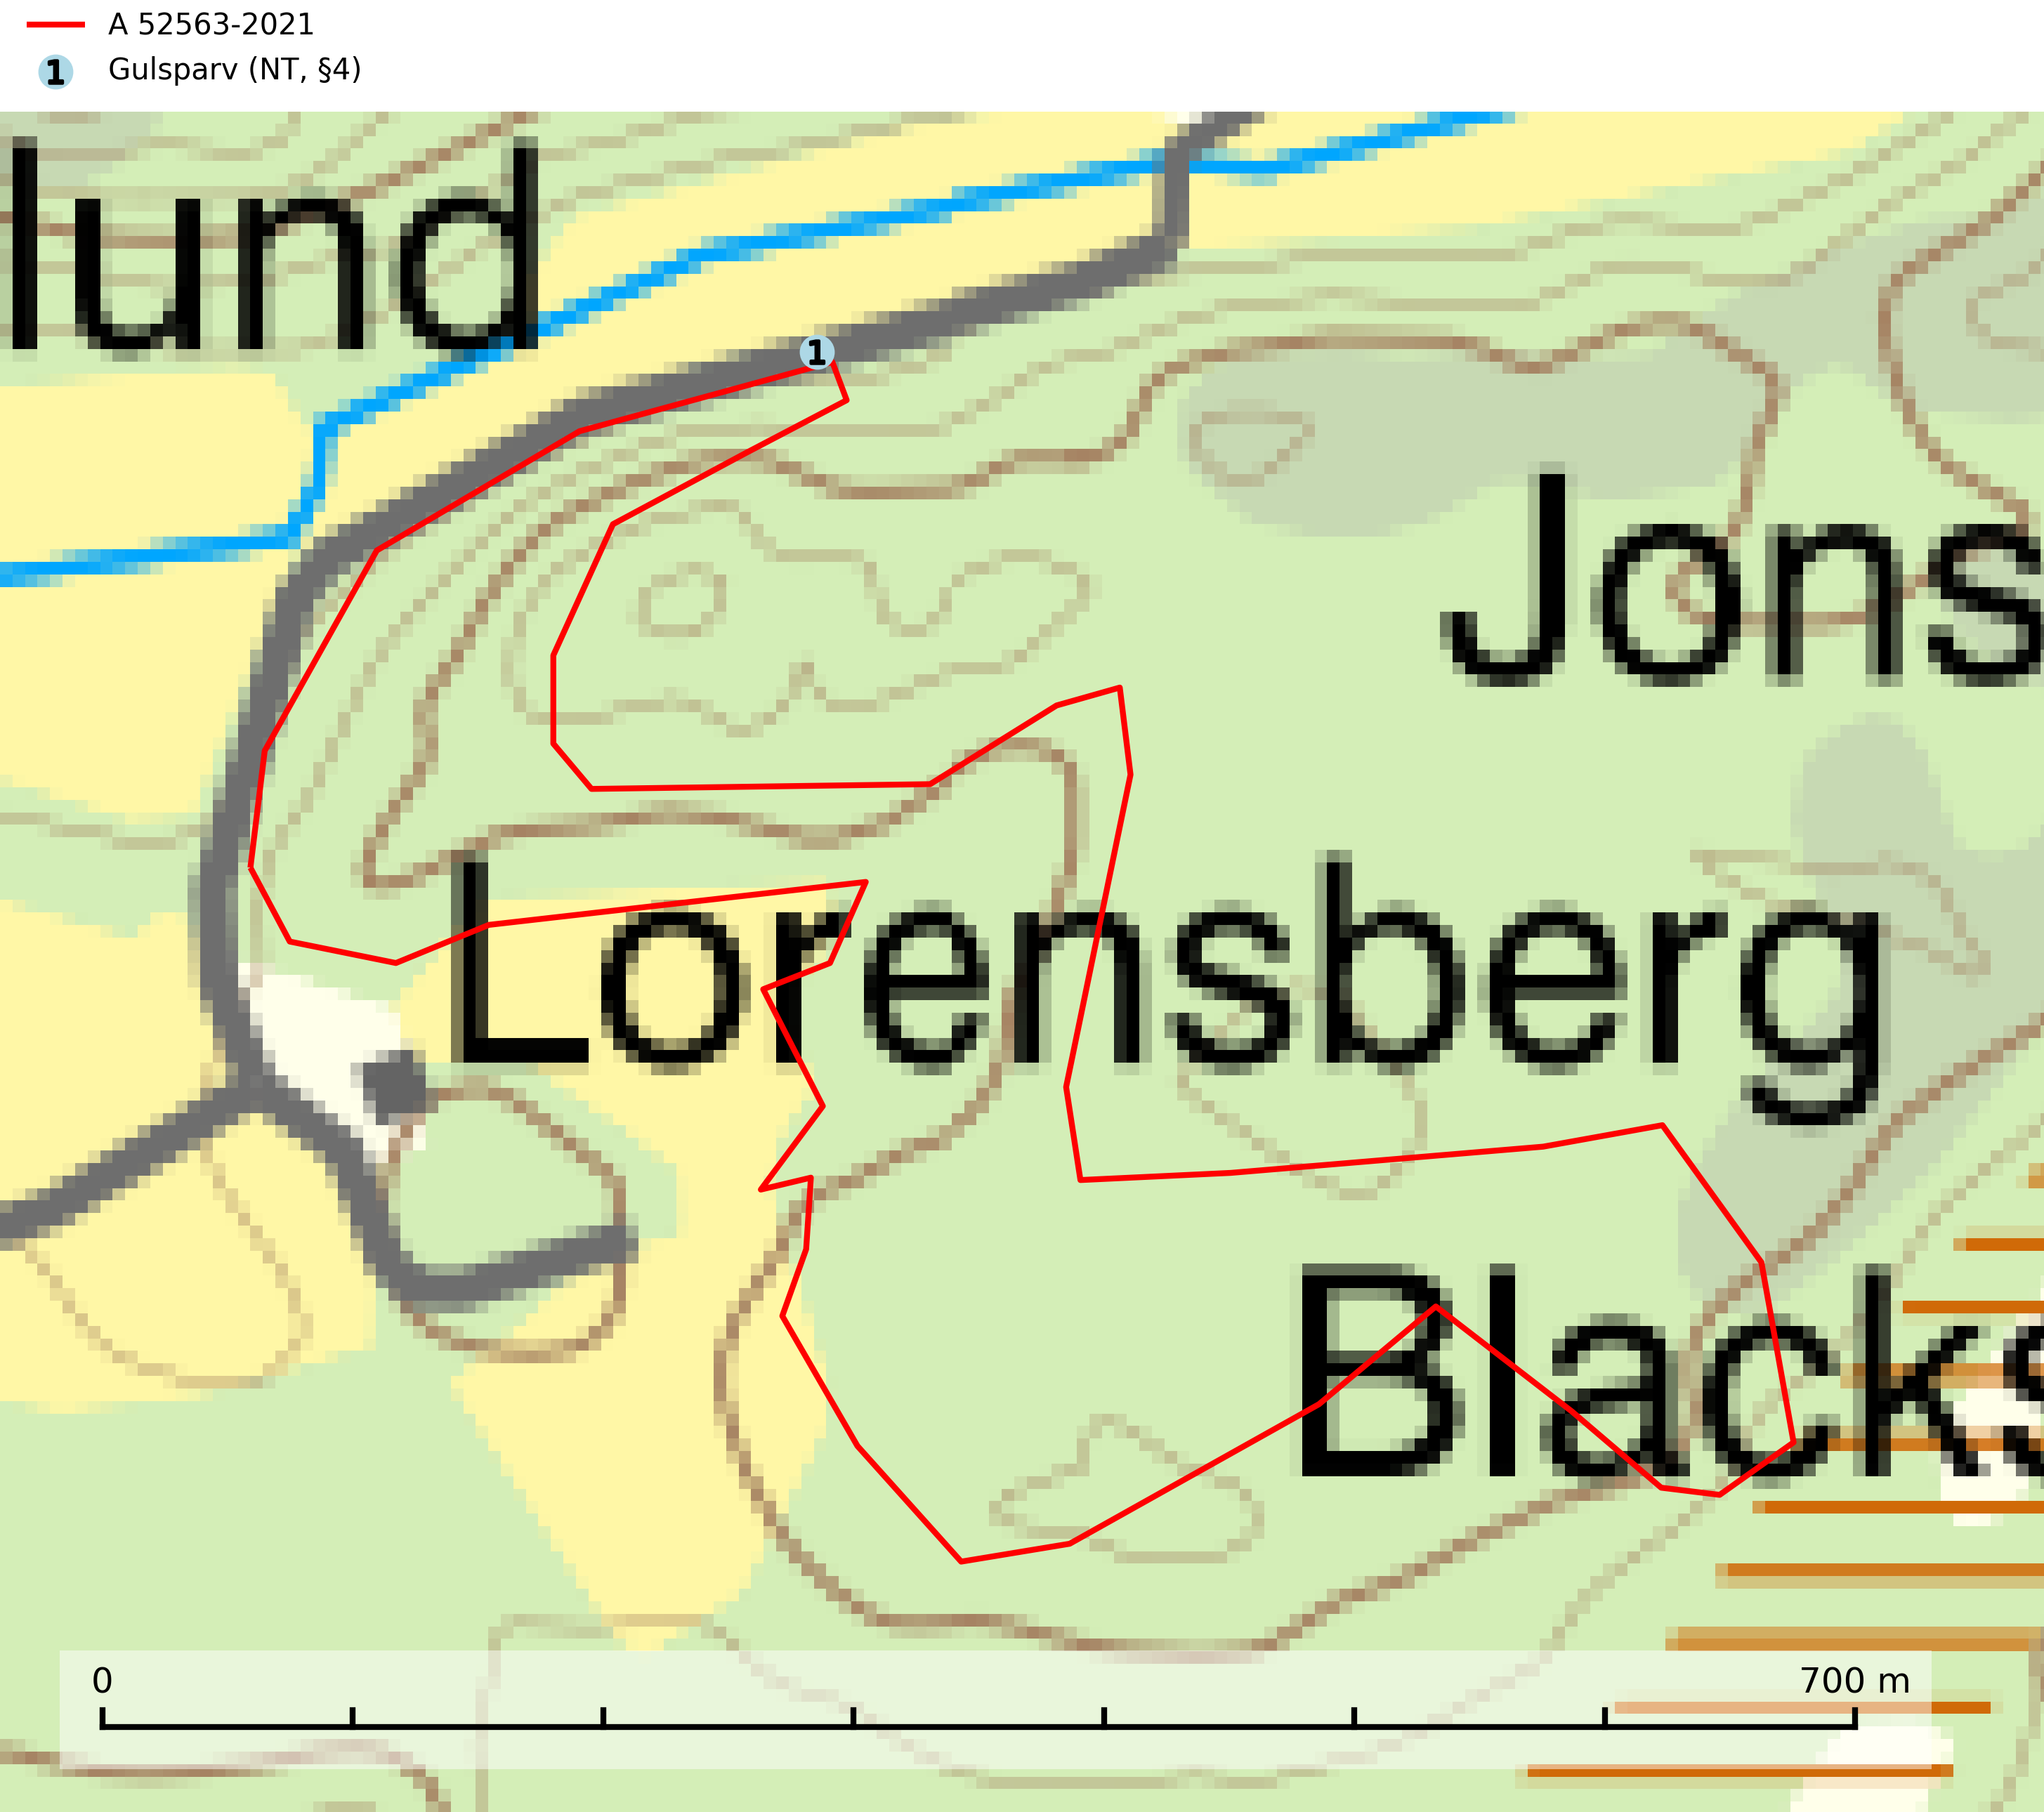 A 52563-2021
1 Gulsparv (NT, §4)
lund
1
Jons
Lorensberg
Blacks
0 700 m